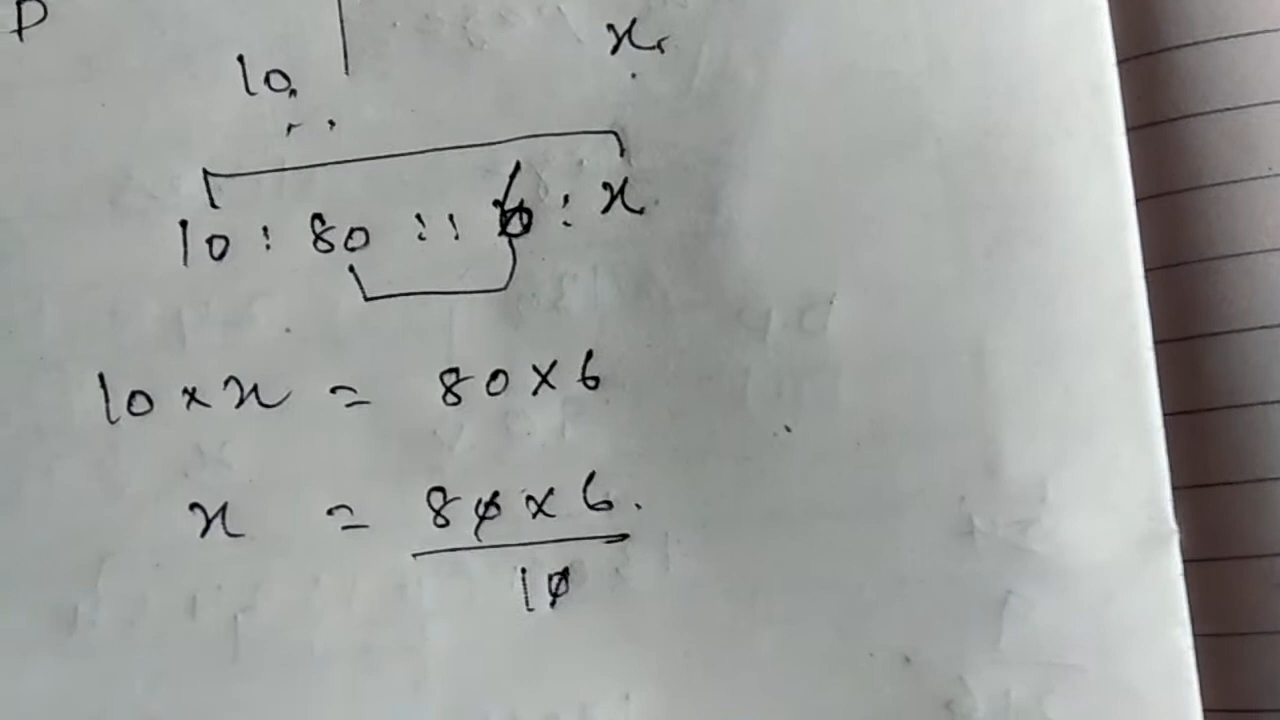 D
10 x
10 : 80 :: 6 : x
10 × x = 80 × 6
x = 80 × 6.
10